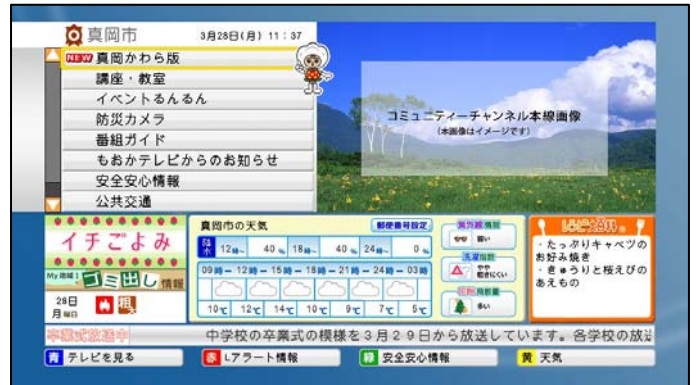 真岡市
3月28日(月) 11:37
NEW 真岡かわら版
講座・教室
イベントるんるん
防災カメラ
番組ガイド
もおかテレビからのお知らせ
安全安心情報
公共交通
コミュニティーチャンネル本線画像
(本画像はイメージです)
イチごよみ
My地域1 ゴミ出し情報
28日
月曜日
真岡市の天気
郵便番号設定
降水 12時~ 40% 18時~ 40% 24時~ 0%
09時 - 12時 - 15時 - 18時 - 21時 - 24時 - 03時
10℃ 12℃ 14℃ 10℃ 9℃ 7℃ 5℃
紫外線情報
弱い
洗濯指数
やや
乾きにくい
花粉飛散量
多い
レシピ百科。
・たっぷりキャベツの
お好み焼き
・きゅうりと桜えびの
あえもの
卒業式放送中
中学校の卒業式の模様を3月29日から放送しています。各学校の放送
青 テレビを見る
赤 Lアラート情報
緑 安全安心情報
黄 天気